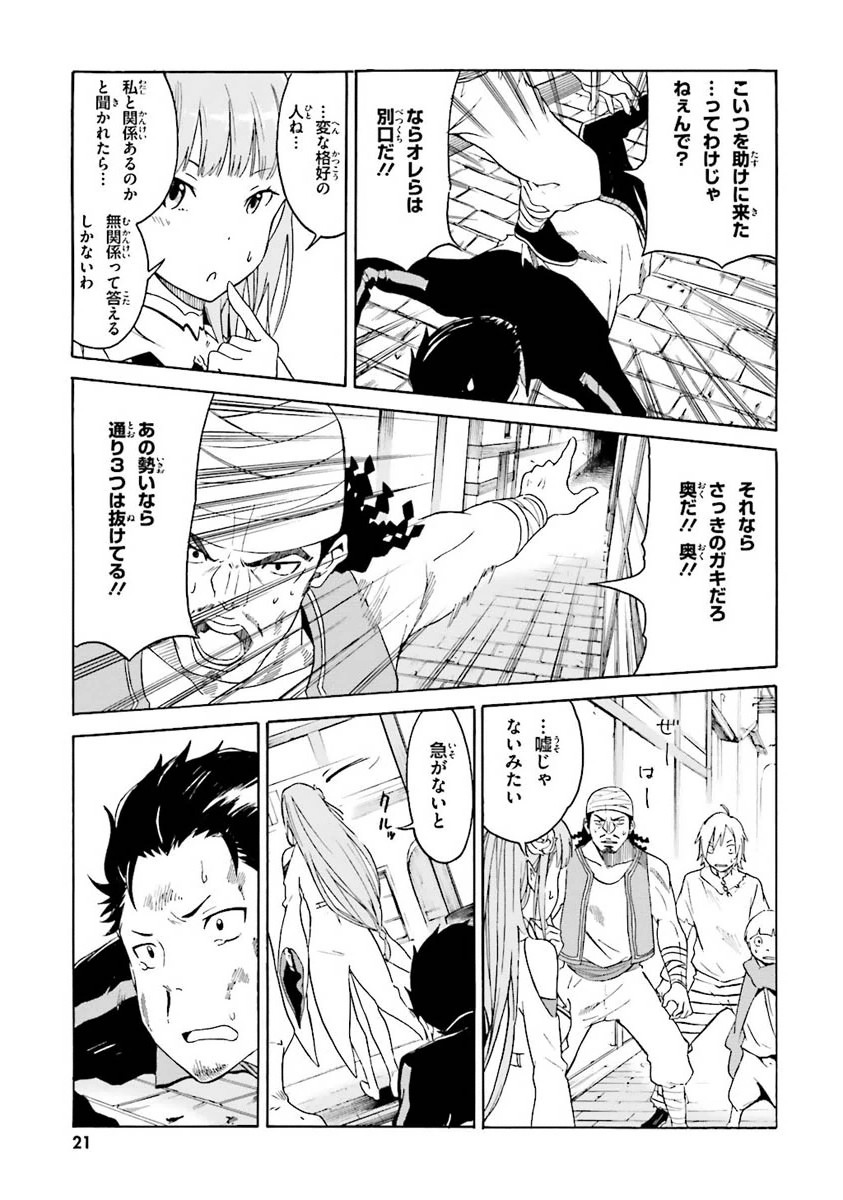 こいつを助けに来た
…ってわけじゃ
ねぇんで?
ならオレらは
別口だ!!
…変な格好の
人ね…
私と関係あるのか
と聞かれたら…
無関係って答える
しかないわ
それなら
さっきのガキだろ
奥だ!! 奥!!
あの勢いなら
通り3つは抜けてる!!
ぜー
はー
…嘘じゃ
ないみたい
急がないと
クルッ
21